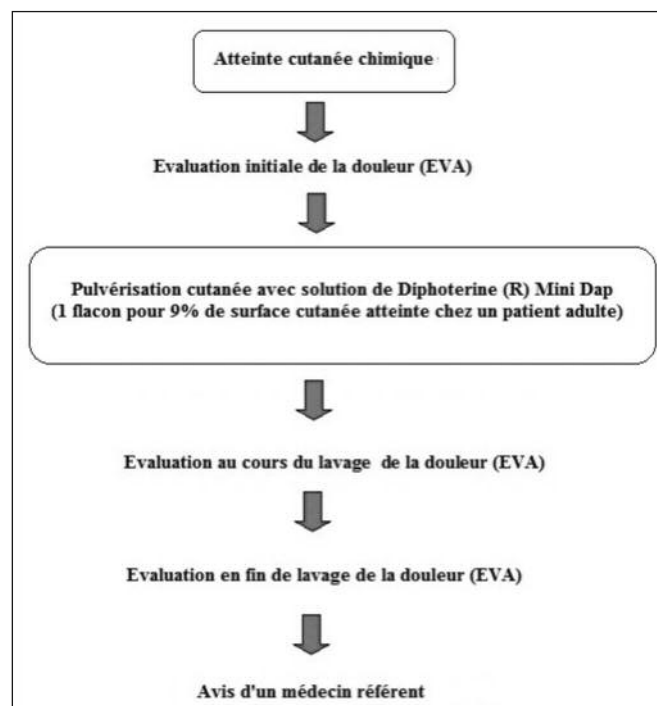 Atteinte cutanée chimique
Evaluation initiale de la douleur (EVA)
Pulvérisation cutanée avec solution de Diphoterine (R) Mini Dap
(1 flacon pour 9% de surface cutanée atteinte chez un patient adulte)
Evaluation au cours du lavage de la douleur (EVA)
Evaluation en fin de lavage de la douleur (EVA)
Avis d'un médecin référent